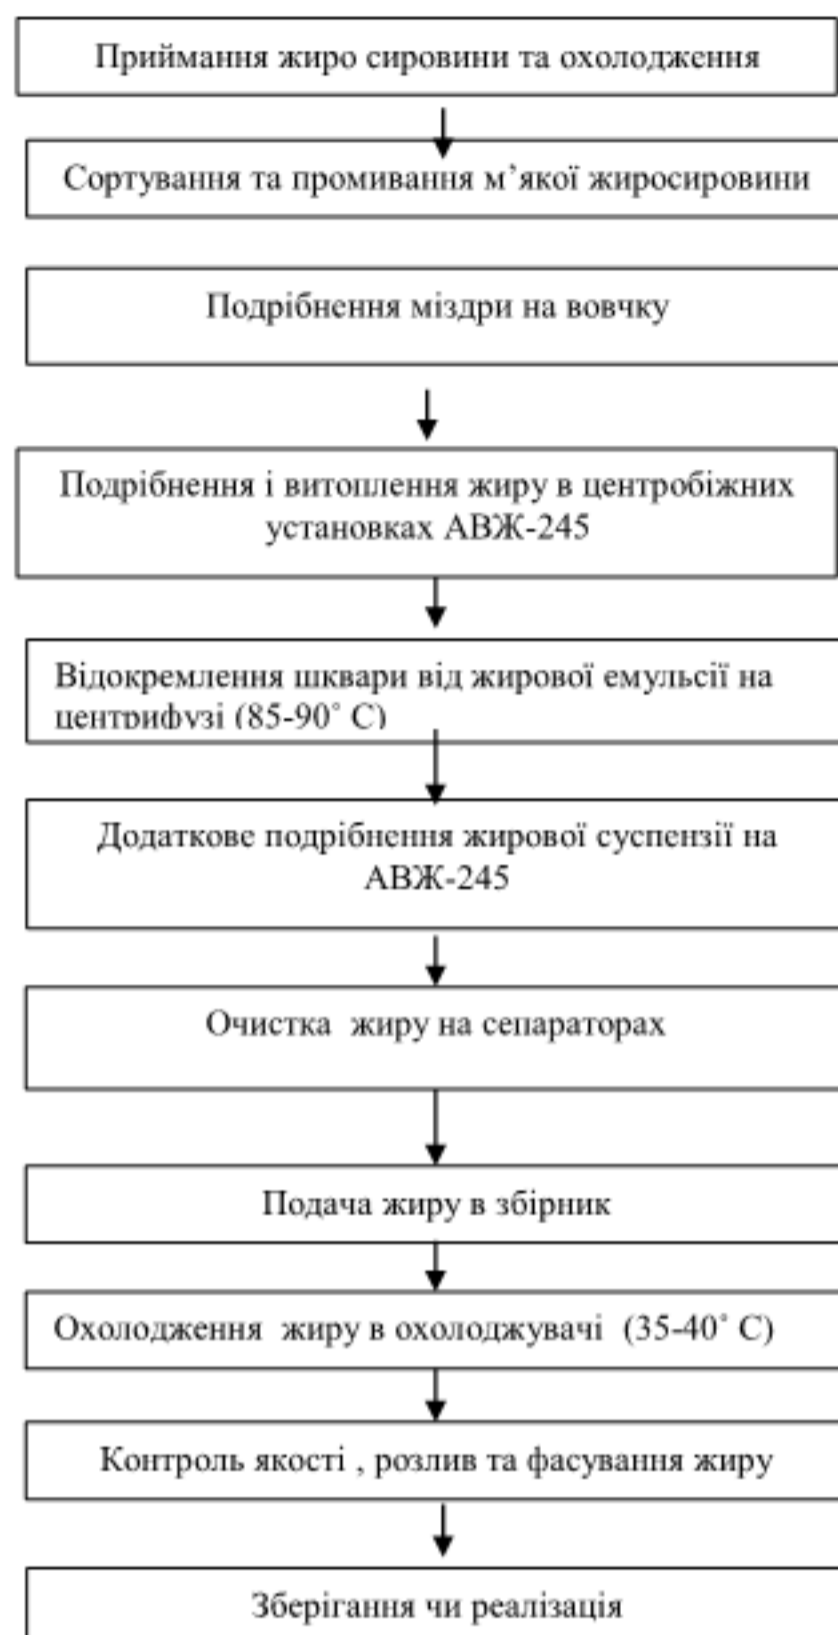 Приймання жиро сировини та охолодження
Сортування та промивання м’якої жиросировини
Подрібнення міздри на вовчку
Подрібнення і витоплення жиру в центробіжних
установках АВЖ-245
Відокремлення шквари від жирової емульсії на
центрифузі (85-90˚ С)
Додаткове подрібнення жирової суспензії на
АВЖ-245
Очистка  жиру на сепараторах
Подача жиру в збірник
Охолодження  жиру в охолоджувачі  (35-40˚ С)
Контроль якості , розлив та фасування жиру
Зберігання чи реалізація